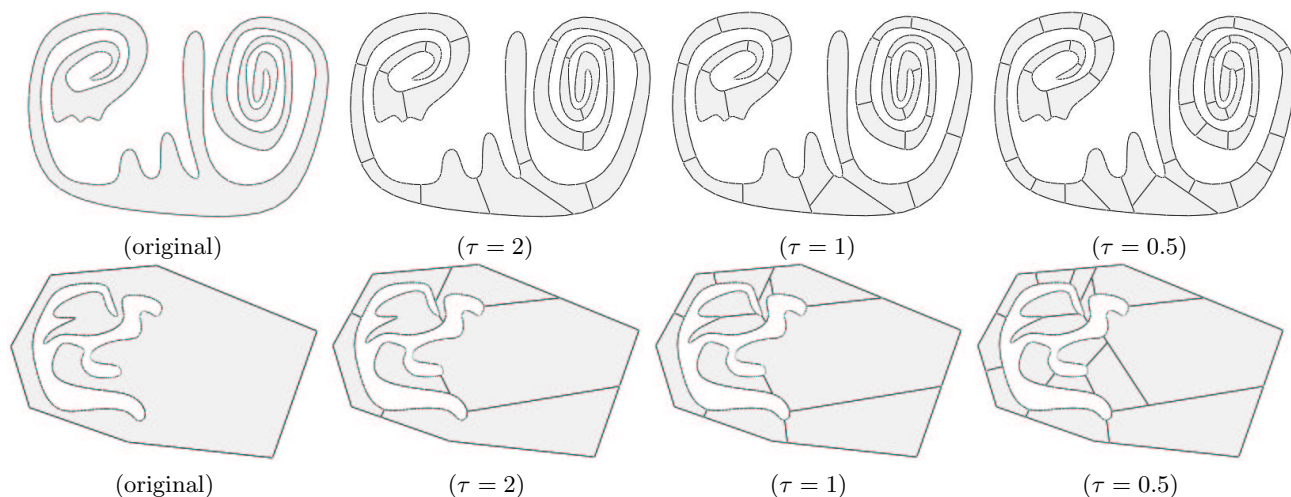 (original) (τ = 2) (τ = 1) (τ = 0.5)
(original) (τ = 2) (τ = 1) (τ = 0.5)